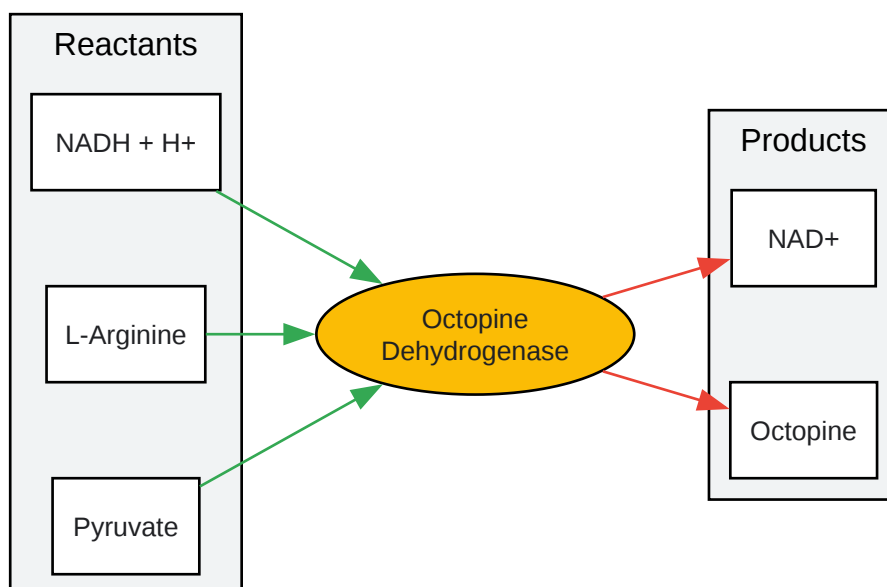 Reactants
NADH + H+
L-Arginine
Pyruvate
Octopine
Dehydrogenase
Products
NAD+
Octopine